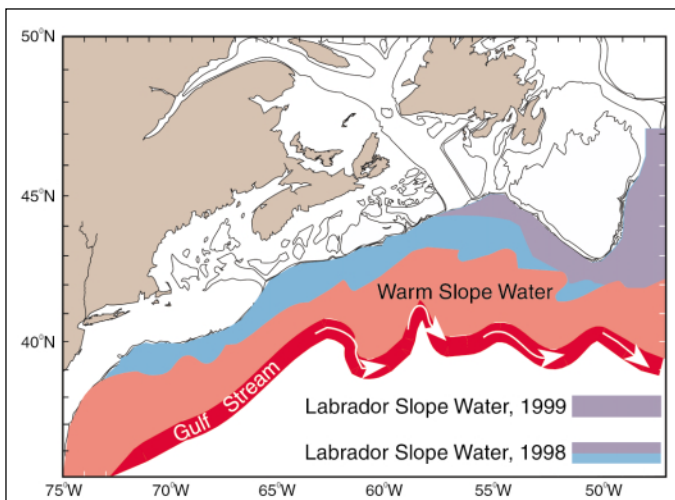 50°N
45°N
40°N
Warm Slope Water
Gulf Stream
Labrador Slope Water, 1999
Labrador Slope Water, 1998
75°W 70°W 65°W 60°W 55°W 50°W